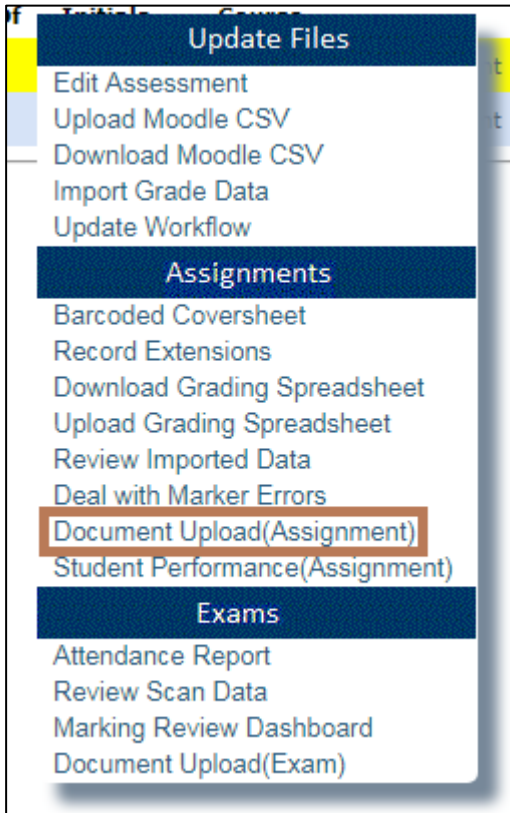 Update Files
Edit Assessment
Upload Moodle CSV
Download Moodle CSV
Import Grade Data
Update Workflow
Assignments
Barcoded Coversheet
Record Extensions
Download Grading Spreadsheet
Upload Grading Spreadsheet
Review Imported Data
Deal with Marker Errors
Document Upload(Assignment)
Student Performance(Assignment)
Exams
Attendance Report
Review Scan Data
Marking Review Dashboard
Document Upload(Exam)